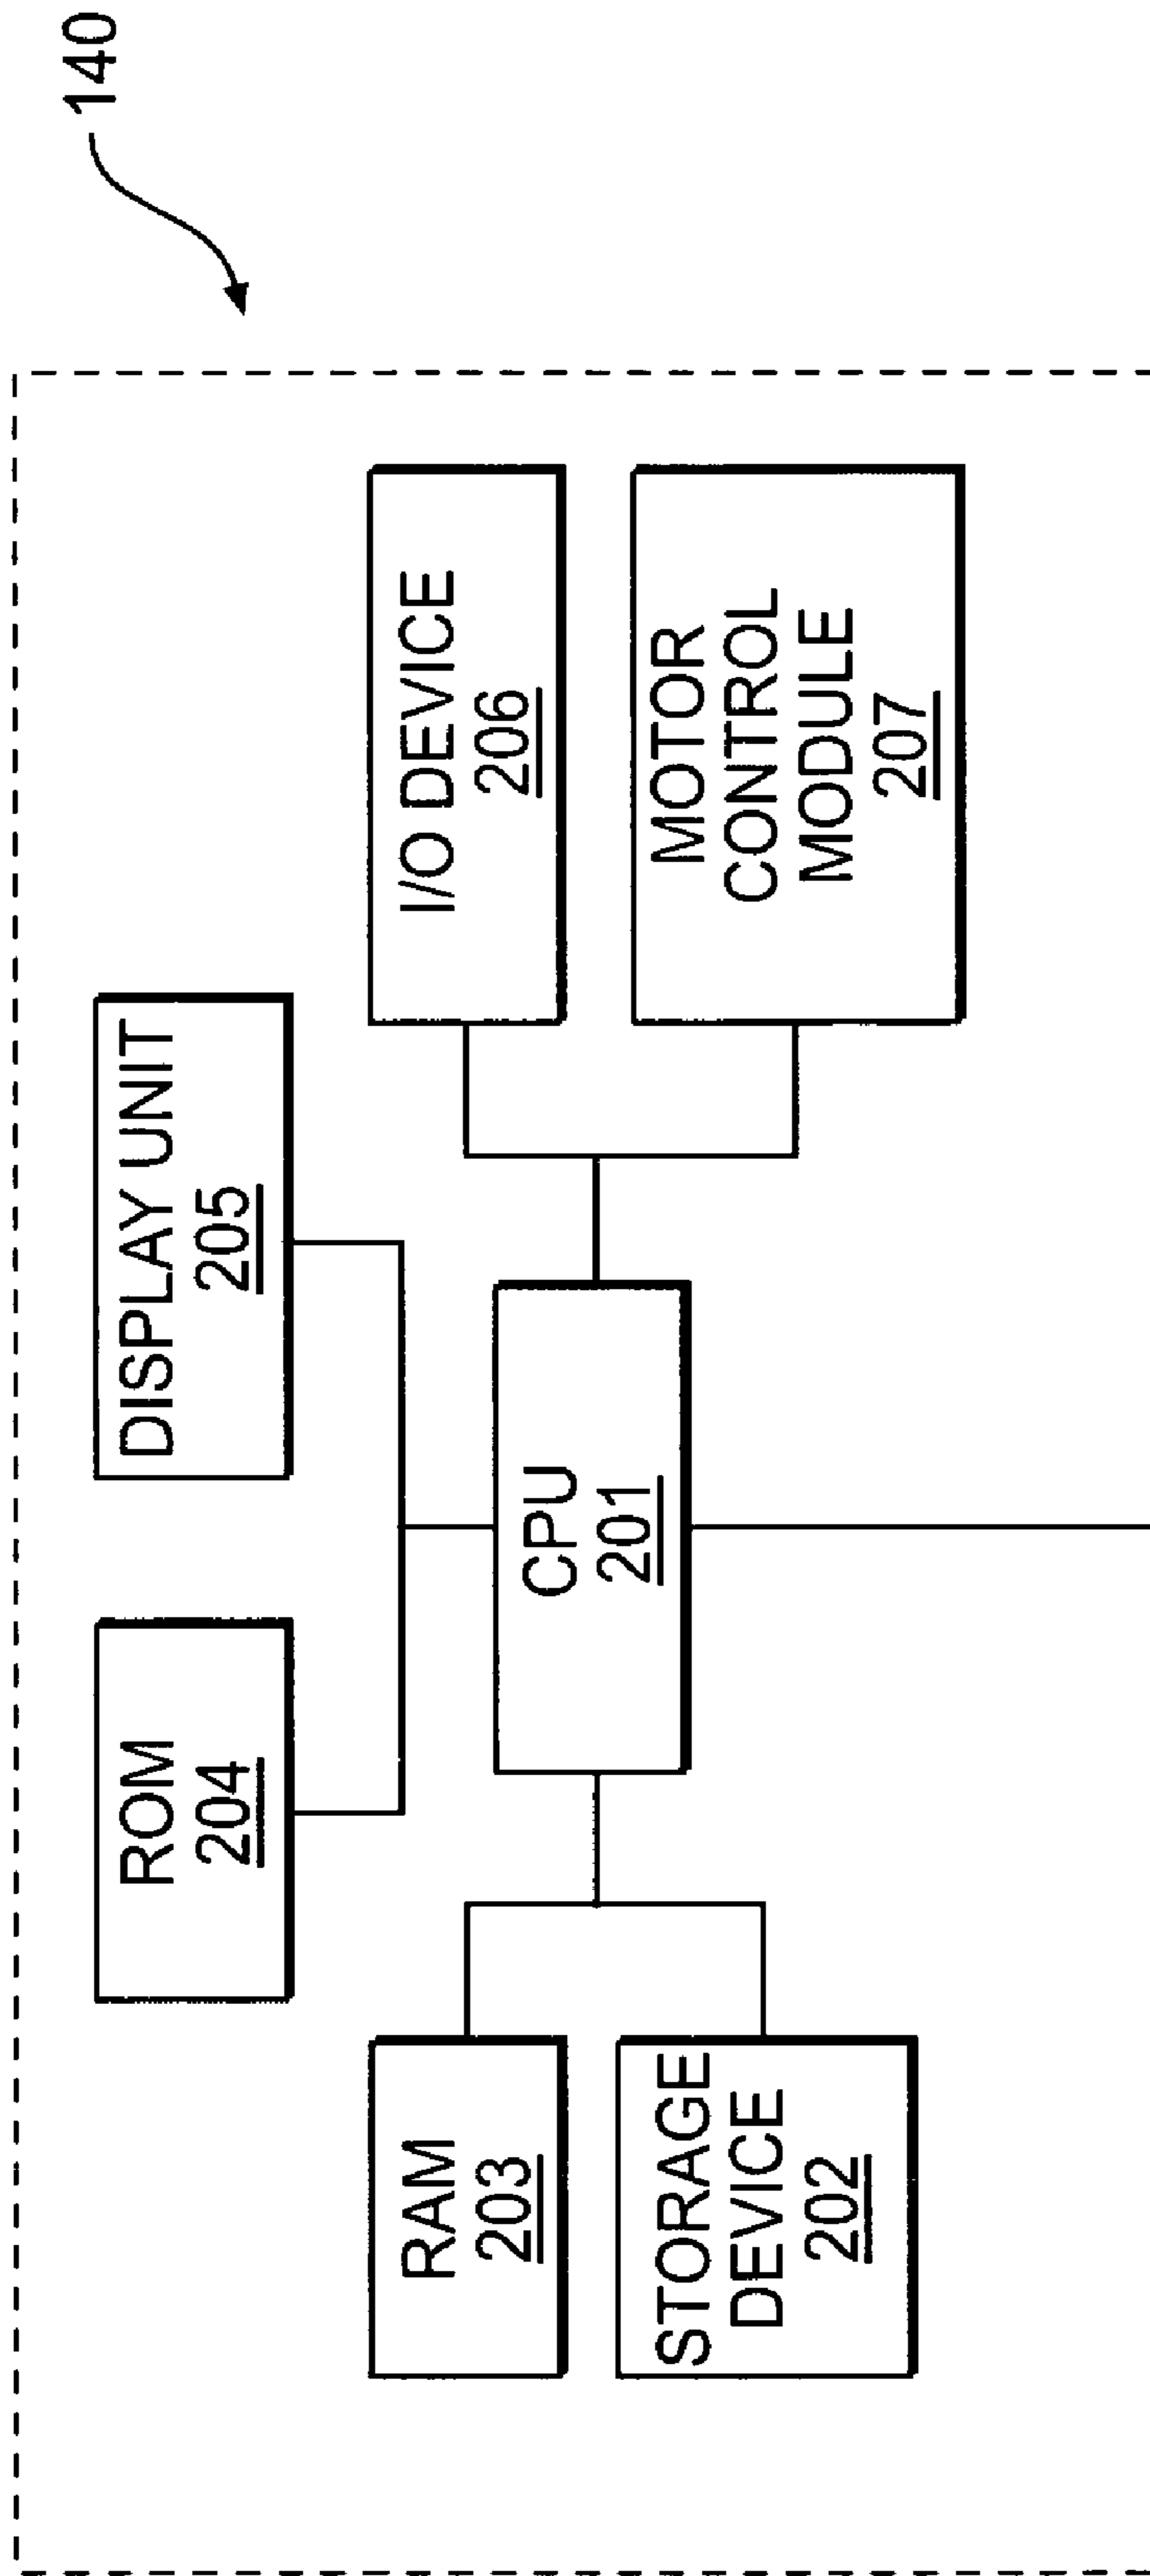 140
ROM
204
DISPLAY UNIT
205
RAM
203
I/O DEVICE
206
CPU
201
STORAGE
DEVICE
202
MOTOR
CONTROL
MODULE
207